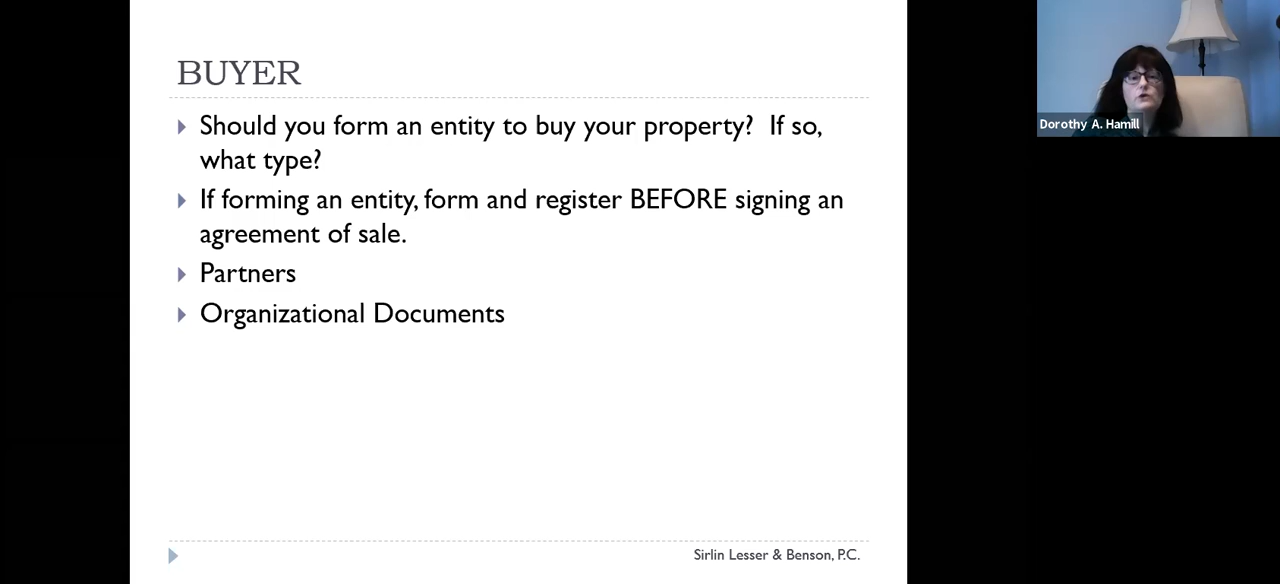 BUYER
Should you form an entity to buy your property?  If so,
what type?
If forming an entity, form and register BEFORE signing an
agreement of sale.
Partners
Organizational Documents
Sirlin Lesser & Benson, P.C.
Dorothy A. Hamill